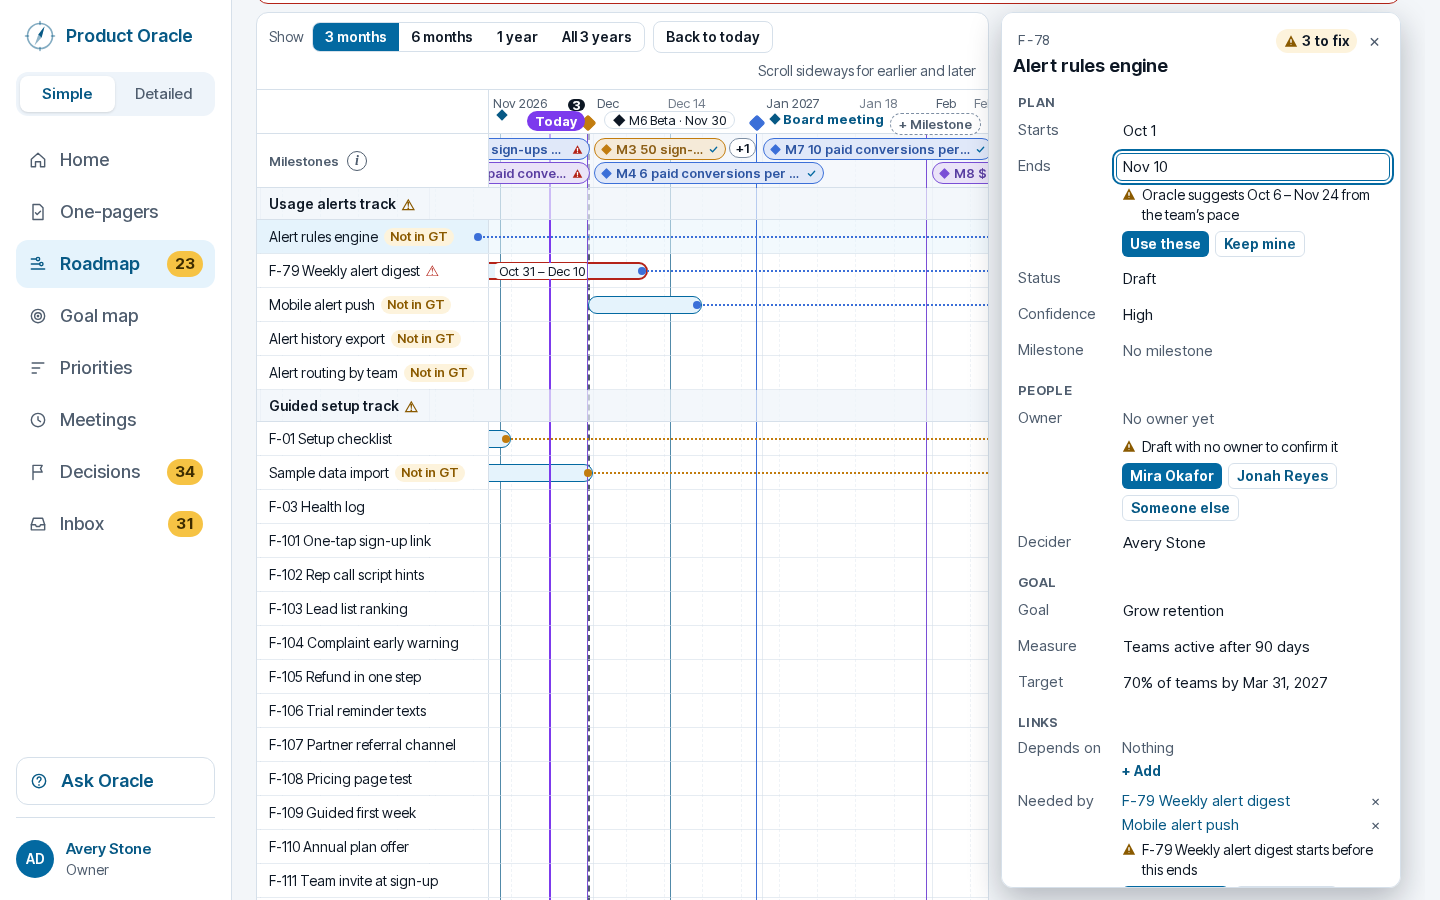 Product Oracle
Simple
Detailed
Home
One-pagers
Roadmap 23
Goal map
Priorities
Meetings
Decisions 34
Inbox 31
Ask Oracle
AD Avery Stone
Owner
Show 3 months 6 months 1 year All 3 years Back to today
Scroll sideways for earlier and later
Nov 2026 3 Dec Dec 14 Jan 2027 Jan 18 Feb Fe
Today M6 Beta · Nov 30 Board meeting + Milestone
Milestones i
sign-ups ... M3 50 sign-... +1 M7 10 paid conversions per...
paid conve... M4 6 paid conversions per ... M8 $
Usage alerts track
Alert rules engine Not in GT
F-79 Weekly alert digest Oct 31 – Dec 10
Mobile alert push Not in GT
Alert history export Not in GT
Alert routing by team Not in GT
Guided setup track
F-01 Setup checklist
Sample data import Not in GT
F-03 Health log
F-101 One-tap sign-up link
F-102 Rep call script hints
F-103 Lead list ranking
F-104 Complaint early warning
F-105 Refund in one step
F-106 Trial reminder texts
F-107 Partner referral channel
F-108 Pricing page test
F-109 Guided first week
F-110 Annual plan offer
F-111 Team invite at sign-up
F-78 3 to fix ×
Alert rules engine
PLAN
Starts Oct 1
Ends Nov 10
Oracle suggests Oct 6 – Nov 24 from
the team's pace
Use these Keep mine
Status Draft
Confidence High
Milestone No milestone
PEOPLE
Owner No owner yet
Draft with no owner to confirm it
Mira Okafor Jonah Reyes
Someone else
Decider Avery Stone
GOAL
Goal Grow retention
Measure Teams active after 90 days
Target 70% of teams by Mar 31, 2027
LINKS
Depends on Nothing
+ Add
Needed by F-79 Weekly alert digest ×
Mobile alert push ×
F-79 Weekly alert digest starts before
this ends